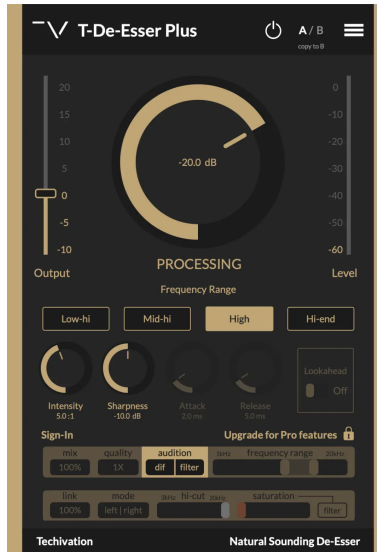 T-De-Esser Plus
A / B
copy to B
20
15
10
5
0
-5
-10
Output
-20.0 dB
PROCESSING
0
-10
-20
-30
-40
-50
-60
Level
Frequency Range
Low-hi Mid-hi High Hi-end
Intensity
5.0 :1
Sharpness
-10.0 dB
Attack
2.0 ms
Release
5.0 ms
Lookahead
Off
Sign-In Upgrade for Pro features
mix quality audition 1kHz frequency range 20kHz
100% 1X dif filter
link mode 3kHz hi-cut 20kHz saturation
100% left | right filter
Techivation Natural Sounding De-Esser